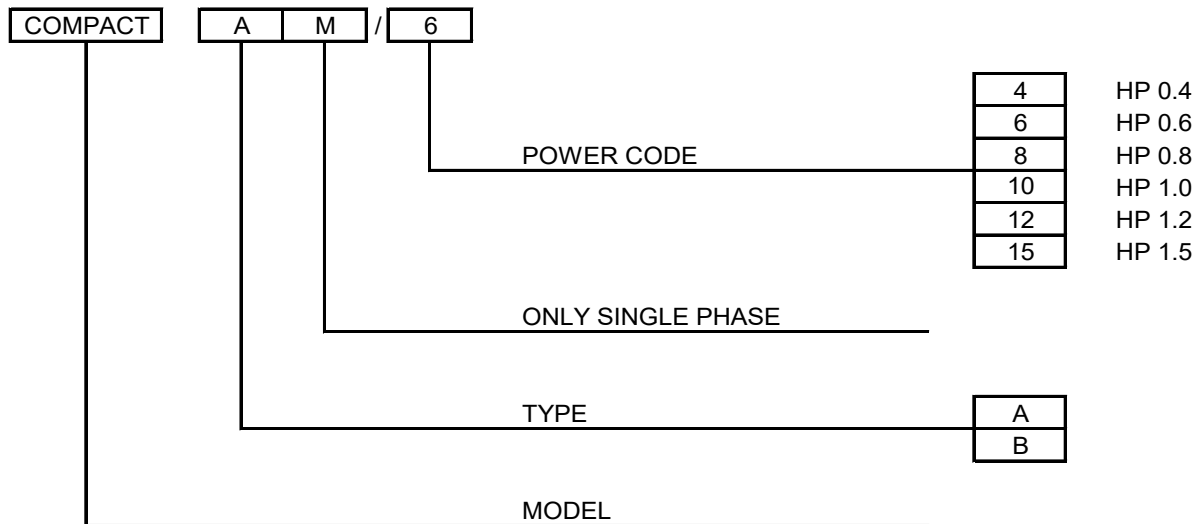 COMPACT A M / 6
4 HP 0.4
6 HP 0.6
POWER CODE 8 HP 0.8
10 HP 1.0
12 HP 1.2
15 HP 1.5
ONLY SINGLE PHASE
TYPE A
B
MODEL